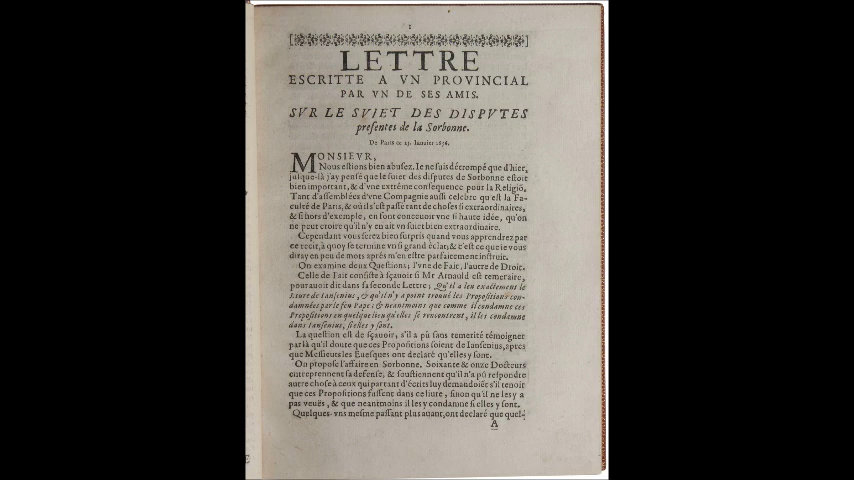 1
LETTRE
ESCRITTE A VN PROVINCIAL
PAR VN DE SES AMIS.
SVR LE SVIET DES DISPVTES
presentes de la Sorbonne.
De Paris ce 23. Ianuier 1656.
MONSIEVR,
Nous estions bien abusez. Ie ne suis détrompé que d'hier,
jusque-là j'ay pensé que le suiet des disputes de Sorbonne estoit
bien important, & d'vne extréme consequence pour la Religiõ.
Tant d'assemblées d'vne Compagnie aussi celebre qu'est la Fa-
culté de Paris, & où il s'est passé tant de choses si extraordinaires,
& si hors d'exemple, en font conceuoir vne si haute idée, qu'on
ne peut croire qu'il n'y en ait vn suiet bien extraordinaire.
Cependant vous serez bien surpris quand vous apprendrez par
ce recit, à quoy se termine vn si grand éclat; & c'est ce que ie vous
diray en peu de mots apres m'en estre parfaitement instruit.
On examine deux Questions; l'vne de Fait, l'autre de Droit.
Celle de Fait consiste à sçauoir si Mr Arnauld est temeraire,
pour auoir dit dans sa seconde Lettre; Qu'il a leu exactement le
Liure de Iansenius, & qu'il n'y a point trouué les Propositions con-
damnées par le feu Pape; & neantmoins que comme il condamne ces
Propositions en quelque lieu qu'elles se rencontrent, il les condamne
dans Iansenius, si elles y sont.
La question est de sçauoir, s'il a pû sans temerité témoigner
par là qu'il doute que ces Propositions soient de Iansenius, apres
que Messieurs les Euesques ont declaré qu'elles y sont.
On propose l'affaire en Sorbonne. Soixante & onze Docteurs
entreprennent sa defense, & soustiennent qu'il n'a pû respondre
autre chose à ceux qui par tant d'écrits luy demandoiẽt s'il tenoit
que ces Propositions fussent dans ce liure, sinon qu'il ne les y a
pas veuës, & que neantmoins il les y condamne si elles y sont.
Quelques-vns mesme passant plus auant, ont declaré que quel-
A